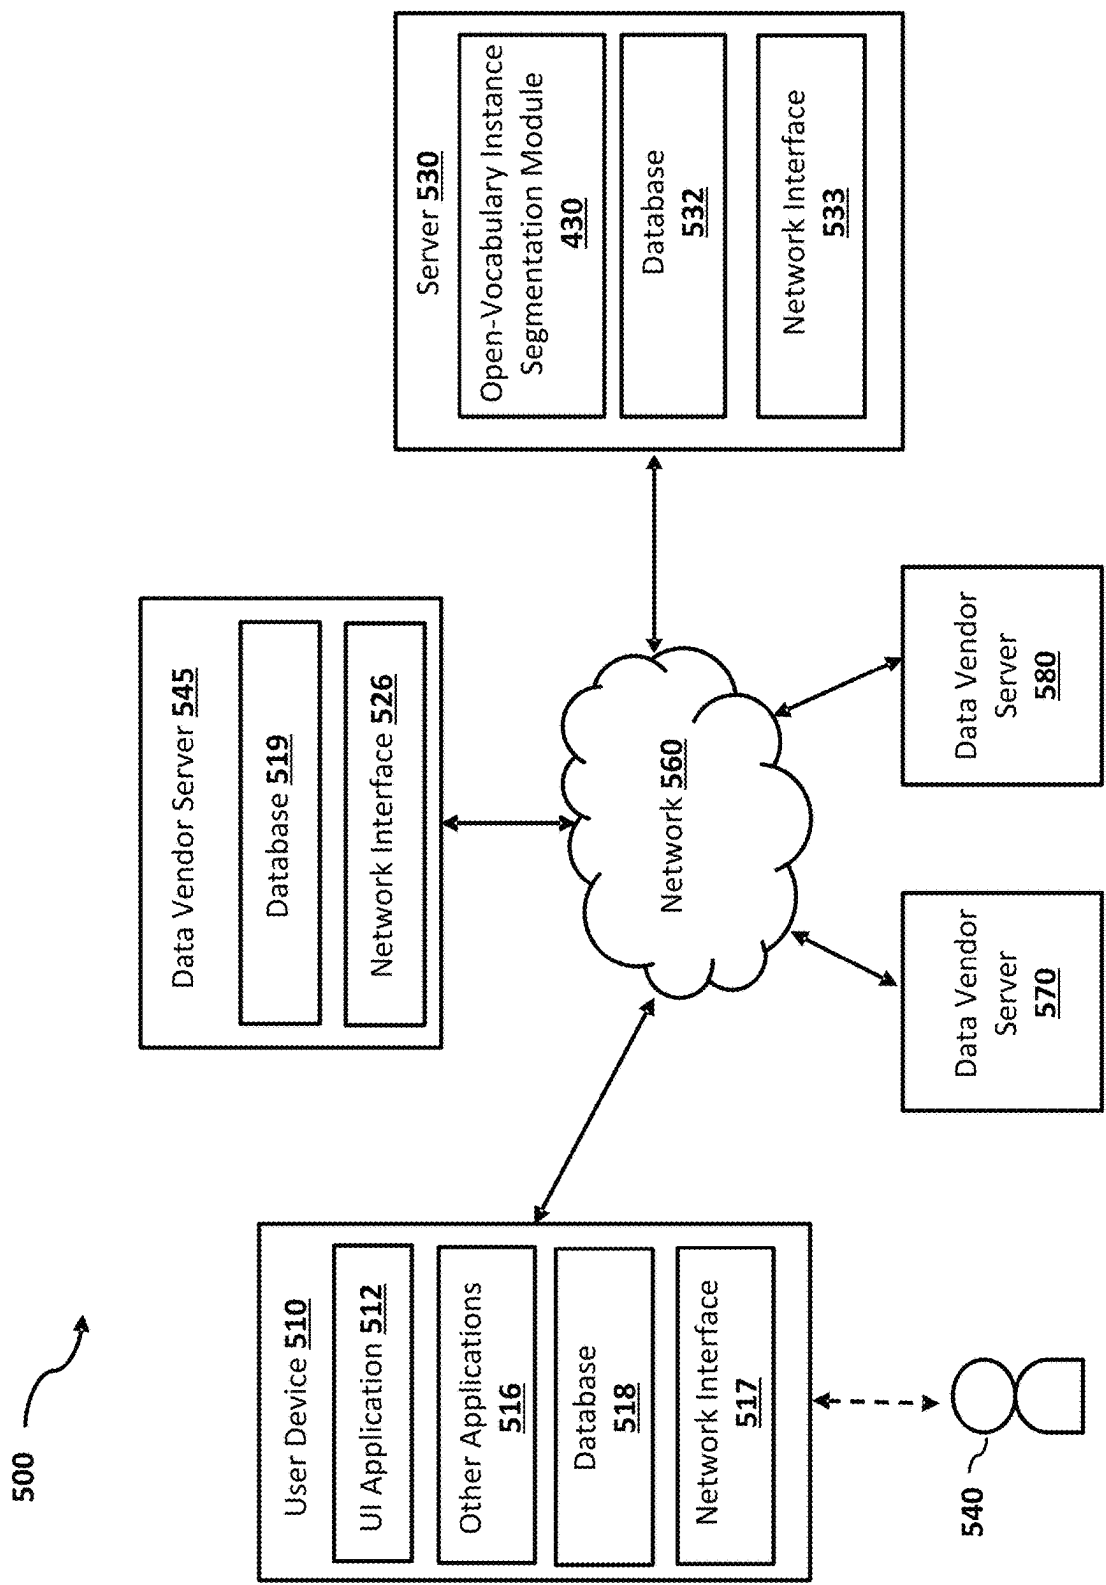 500
User Device 510
UI Application 512
Other Applications
516
Database
518
Network Interface
517
540
Data Vendor Server 545
Database 519
Network Interface 526
Network 560
Data Vendor
Server
570
Data Vendor
Server
580
Server 530
Open-Vocabulary Instance
Segmentation Module
430
Database
532
Network Interface
533